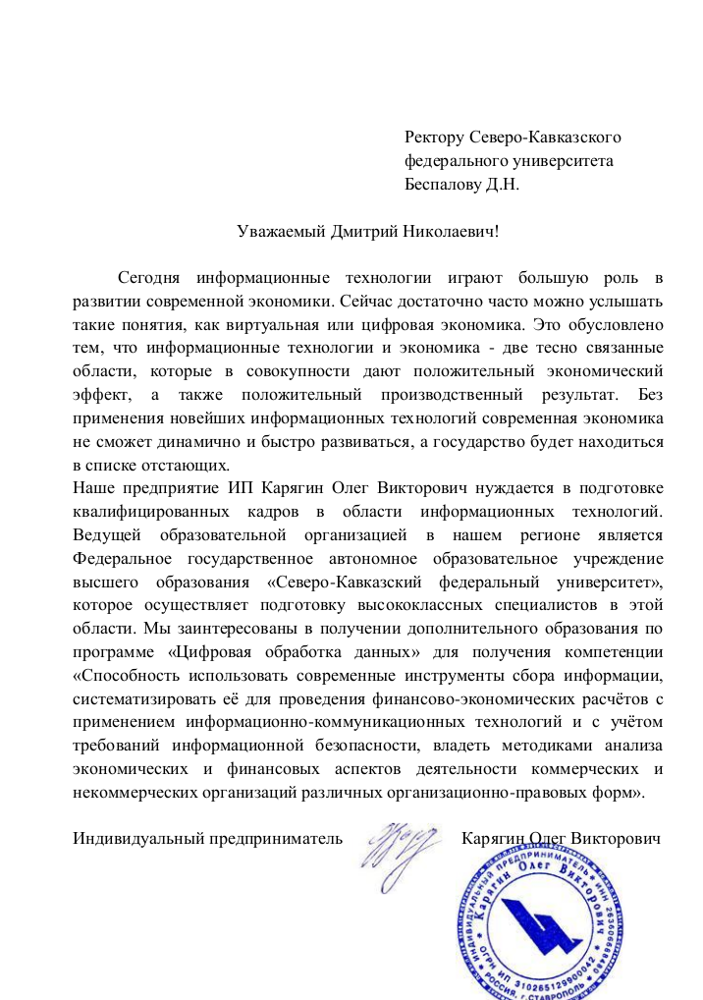 Ректору Северо-Кавказского
федерального университета
Беспалову Д.Н.
Уважаемый Дмитрий Николаевич!
Сегодня информационные технологии играют большую роль в
развитии современной экономики. Сейчас достаточно часто можно услышать
такие понятия, как виртуальная или цифровая экономика. Это обусловлено
тем, что информационные технологии и экономика - две тесно связанные
области, которые в совокупности дают положительный экономический
эффект, а также положительный производственный результат. Без
применения новейших информационных технологий современная экономика
не сможет динамично и быстро развиваться, а государство будет находиться
в списке отстающих.
Наше предприятие ИП Карягин Олег Викторович нуждается в подготовке
квалифицированных кадров в области информационных технологий.
Ведущей образовательной организацией в нашем регионе является
Федеральное государственное автономное образовательное учреждение
высшего образования «Северо-Кавказский федеральный университет»,
которое осуществляет подготовку высококлассных специалистов в этой
области. Мы заинтересованы в получении дополнительного образования по
программе «Цифровая обработка данных» для получения компетенции
«Способность использовать современные инструменты сбора информации,
систематизировать её для проведения финансово-экономических расчётов с
применением информационно-коммуникационных технологий и с учётом
требований информационной безопасности, владеть методиками анализа
экономических и финансовых аспектов деятельности коммерческих и
некоммерческих организаций различных организационно-правовых форм».
Индивидуальный предприниматель Карягин Олег Викторович
ИНДИВИДУАЛЬНЫЙ ПРЕДПРИНИМАТЕЛЬ * ИНН
* РОССИЯ, г.СТАВРОПОЛЬ *
* Карягин Олег Викторович *
ОГРН ИП 310265129900042